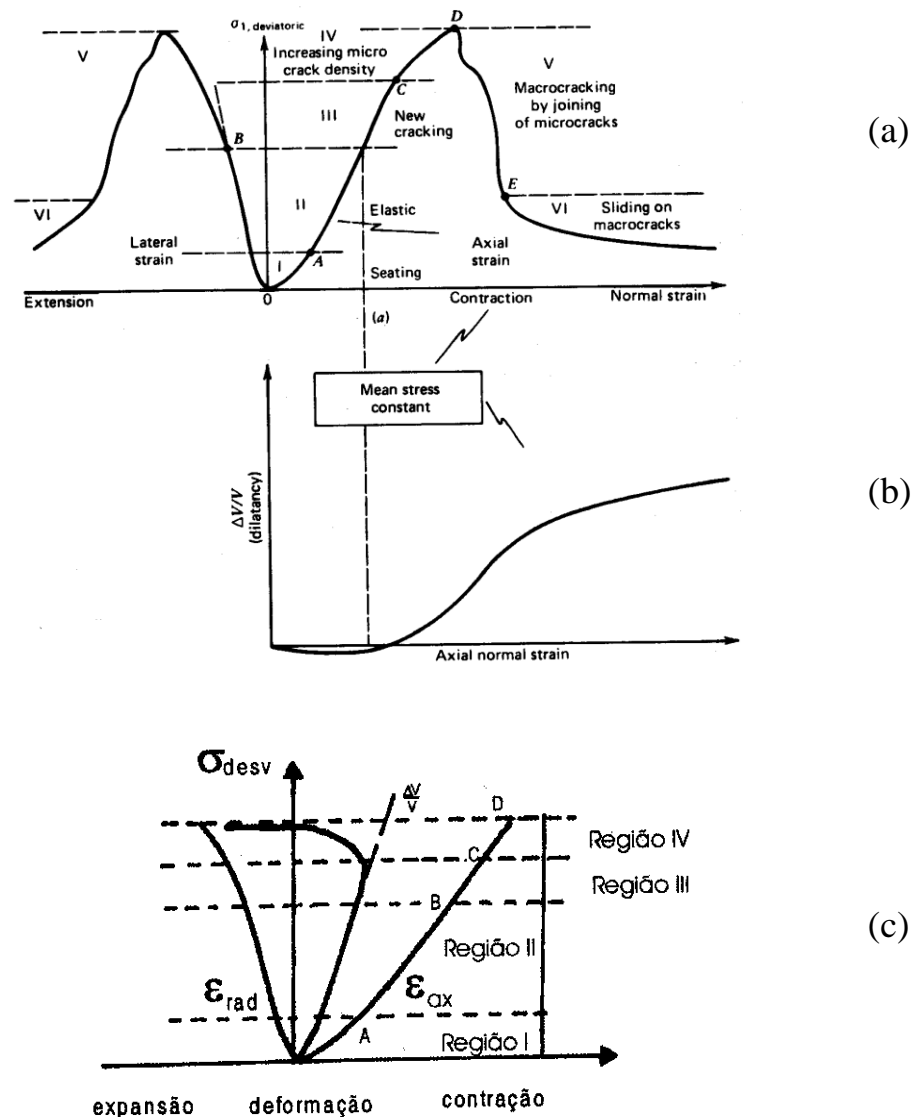 σ1, deviatoric
D
V
IV
Increasing micro
crack density
V
Macrocracking
by joining
of microcracks
(a)
C
III
New
cracking
B
II
E
VI
Elastic
VI
Sliding on
macrocracks
Lateral
strain
Axial
strain
I
A
Seating
Extension
0
Contraction
Normal strain
(a)
Mean stress
constant
ΔV/V
(dilatancy)
(b)
Axial normal strain
σdesv
ΔV
V
D
Região IV
C
Região III
B
(c)
Região II
εrad
εax
A
Região I
expansão
deformação
contração